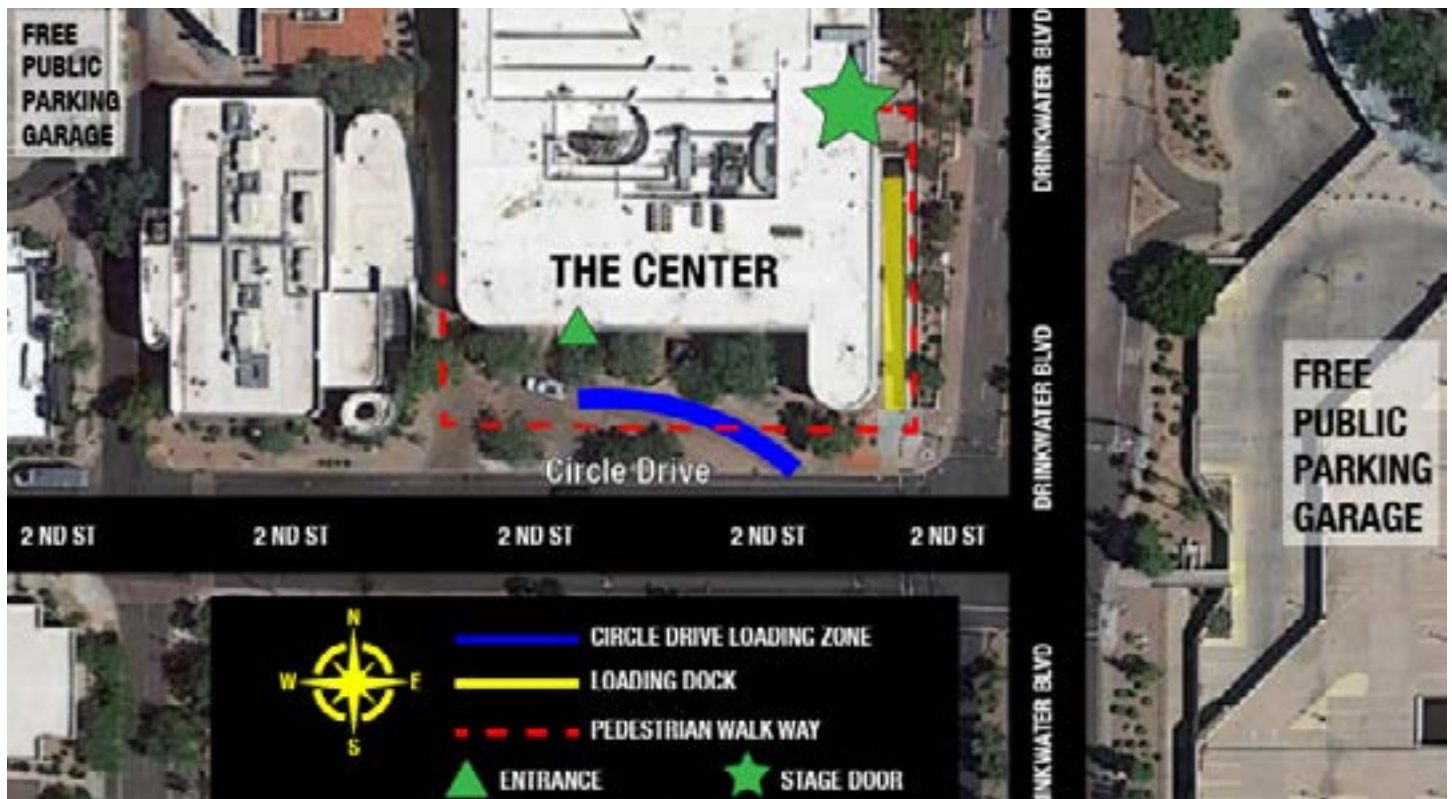 FREE
PUBLIC
PARKING
GARAGE
DRINKWATER BLVD
THE CENTER
DRINKWATER BLVD
FREE
PUBLIC
PARKING
GARAGE
Circle Drive
2 ND ST 2 ND ST 2 ND ST 2 ND ST 2 ND ST
N
W E
S
CIRCLE DRIVE LOADING ZONE
LOADING DOCK
PEDESTRIAN WALK WAY
ENTRANCE STAGE DOOR
INKWATER BLVD